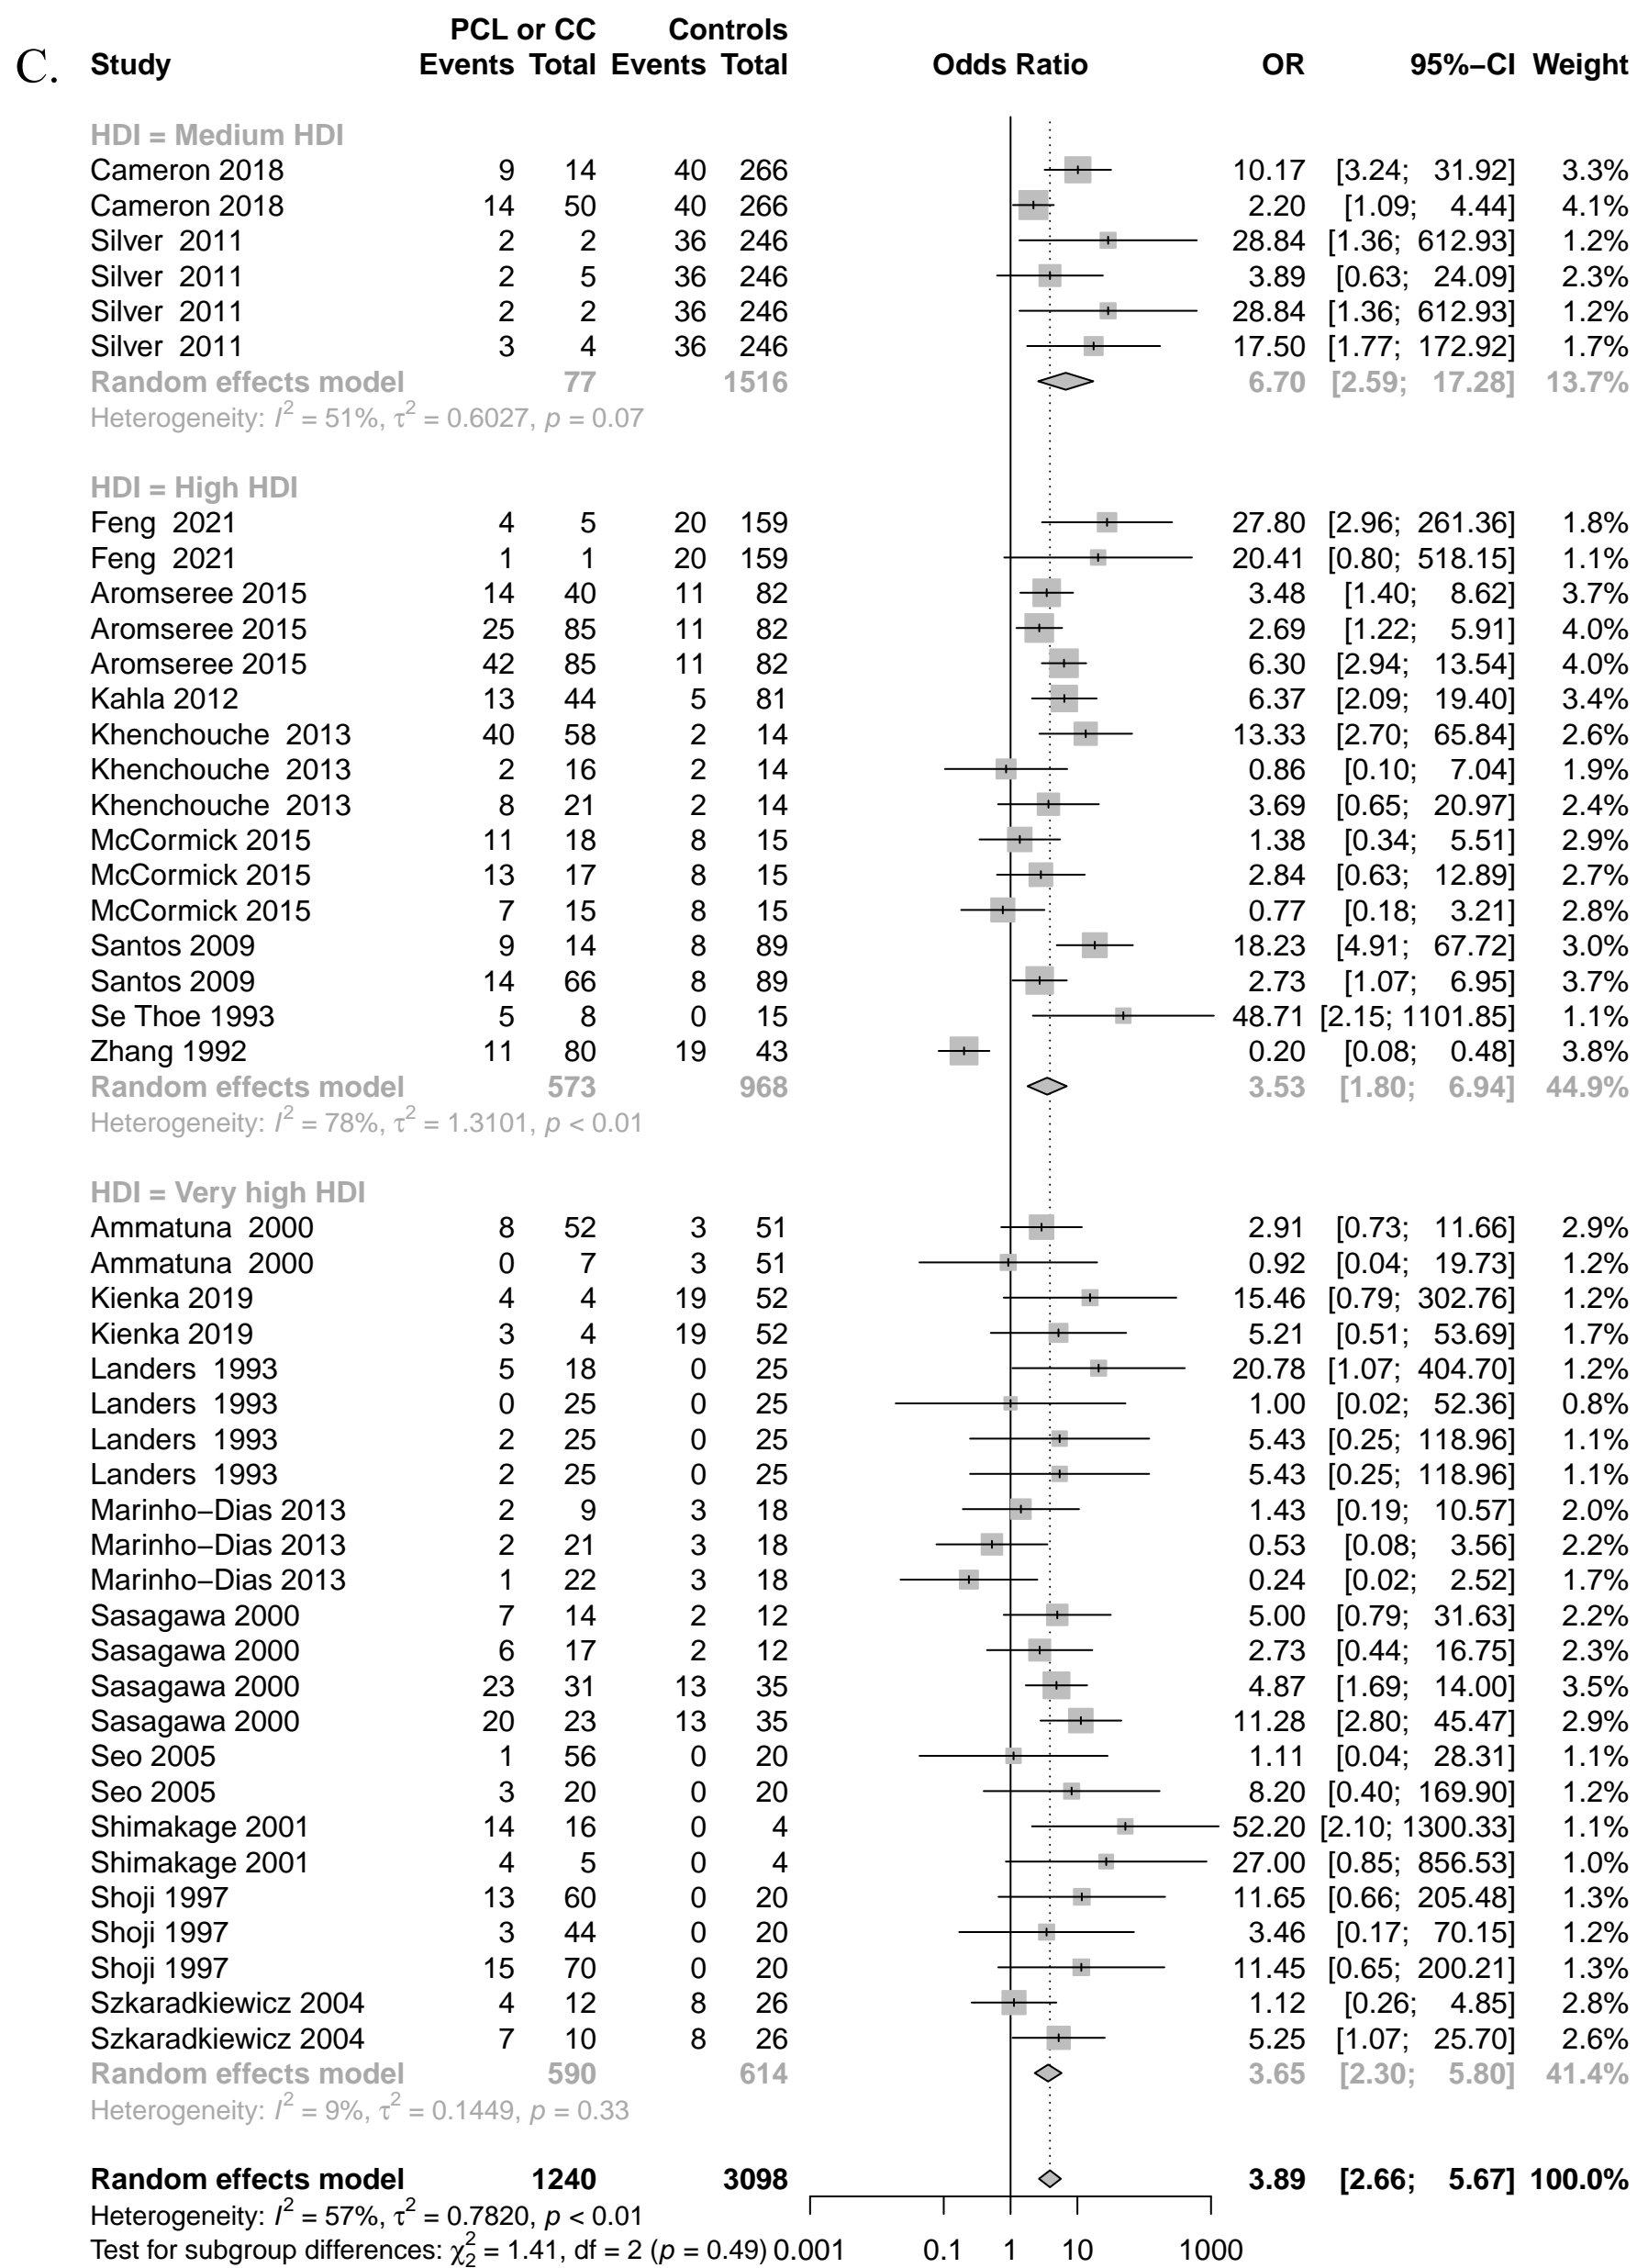 C.
PCL or CC Controls
Study Events Total Events Total Odds Ratio OR 95%−CI Weight
HDI = Medium HDI
Cameron 2018 9 14 40 266 10.17 [3.24; 31.92] 3.3%
Cameron 2018 14 50 40 266 2.20 [1.09; 4.44] 4.1%
Silver 2011 2 2 36 246 28.84 [1.36; 612.93] 1.2%
Silver 2011 2 5 36 246 3.89 [0.63; 24.09] 2.3%
Silver 2011 2 2 36 246 28.84 [1.36; 612.93] 1.2%
Silver 2011 3 4 36 246 17.50 [1.77; 172.92] 1.7%
Random effects model 77 1516 6.70 [2.59; 17.28] 13.7%
Heterogeneity: I² = 51%, τ² = 0.6027, p = 0.07
HDI = High HDI
Feng 2021 4 5 20 159 27.80 [2.96; 261.36] 1.8%
Feng 2021 1 1 20 159 20.41 [0.80; 518.15] 1.1%
Aromseree 2015 14 40 11 82 3.48 [1.40; 8.62] 3.7%
Aromseree 2015 25 85 11 82 2.69 [1.22; 5.91] 4.0%
Aromseree 2015 42 85 11 82 6.30 [2.94; 13.54] 4.0%
Kahla 2012 13 44 5 81 6.37 [2.09; 19.40] 3.4%
Khenchouche 2013 40 58 2 14 13.33 [2.70; 65.84] 2.6%
Khenchouche 2013 2 16 2 14 0.86 [0.10; 7.04] 1.9%
Khenchouche 2013 8 21 2 14 3.69 [0.65; 20.97] 2.4%
McCormick 2015 11 18 8 15 1.38 [0.34; 5.51] 2.9%
McCormick 2015 13 17 8 15 2.84 [0.63; 12.89] 2.7%
McCormick 2015 7 15 8 15 0.77 [0.18; 3.21] 2.8%
Santos 2009 9 14 8 89 18.23 [4.91; 67.72] 3.0%
Santos 2009 14 66 8 89 2.73 [1.07; 6.95] 3.7%
Se Thoe 1993 5 8 0 15 48.71 [2.15; 1101.85] 1.1%
Zhang 1992 11 80 19 43 0.20 [0.08; 0.48] 3.8%
Random effects model 573 968 3.53 [1.80; 6.94] 44.9%
Heterogeneity: I² = 78%, τ² = 1.3101, p < 0.01
HDI = Very high HDI
Ammatuna 2000 8 52 3 51 2.91 [0.73; 11.66] 2.9%
Ammatuna 2000 0 7 3 51 0.92 [0.04; 19.73] 1.2%
Kienka 2019 4 4 19 52 15.46 [0.79; 302.76] 1.2%
Kienka 2019 3 4 19 52 5.21 [0.51; 53.69] 1.7%
Landers 1993 5 18 0 25 20.78 [1.07; 404.70] 1.2%
Landers 1993 0 25 0 25 1.00 [0.02; 52.36] 0.8%
Landers 1993 2 25 0 25 5.43 [0.25; 118.96] 1.1%
Landers 1993 2 25 0 25 5.43 [0.25; 118.96] 1.1%
Marinho−Dias 2013 2 9 3 18 1.43 [0.19; 10.57] 2.0%
Marinho−Dias 2013 2 21 3 18 0.53 [0.08; 3.56] 2.2%
Marinho−Dias 2013 1 22 3 18 0.24 [0.02; 2.52] 1.7%
Sasagawa 2000 7 14 2 12 5.00 [0.79; 31.63] 2.2%
Sasagawa 2000 6 17 2 12 2.73 [0.44; 16.75] 2.3%
Sasagawa 2000 23 31 13 35 4.87 [1.69; 14.00] 3.5%
Sasagawa 2000 20 23 13 35 11.28 [2.80; 45.47] 2.9%
Seo 2005 1 56 0 20 1.11 [0.04; 28.31] 1.1%
Seo 2005 3 20 0 20 8.20 [0.40; 169.90] 1.2%
Shimakage 2001 14 16 0 4 52.20 [2.10; 1300.33] 1.1%
Shimakage 2001 4 5 0 4 27.00 [0.85; 856.53] 1.0%
Shoji 1997 13 60 0 20 11.65 [0.66; 205.48] 1.3%
Shoji 1997 3 44 0 20 3.46 [0.17; 70.15] 1.2%
Shoji 1997 15 70 0 20 11.45 [0.65; 200.21] 1.3%
Szkaradkiewicz 2004 4 12 8 26 1.12 [0.26; 4.85] 2.8%
Szkaradkiewicz 2004 7 10 8 26 5.25 [1.07; 25.70] 2.6%
Random effects model 590 614 3.65 [2.30; 5.80] 41.4%
Heterogeneity: I² = 9%, τ² = 0.1449, p = 0.33
Random effects model 1240 3098 3.89 [2.66; 5.67] 100.0%
Heterogeneity: I² = 57%, τ² = 0.7820, p < 0.01
Test for subgroup differences: χ₂² = 1.41, df = 2 (p = 0.49) 0.001 0.1 1 10 1000